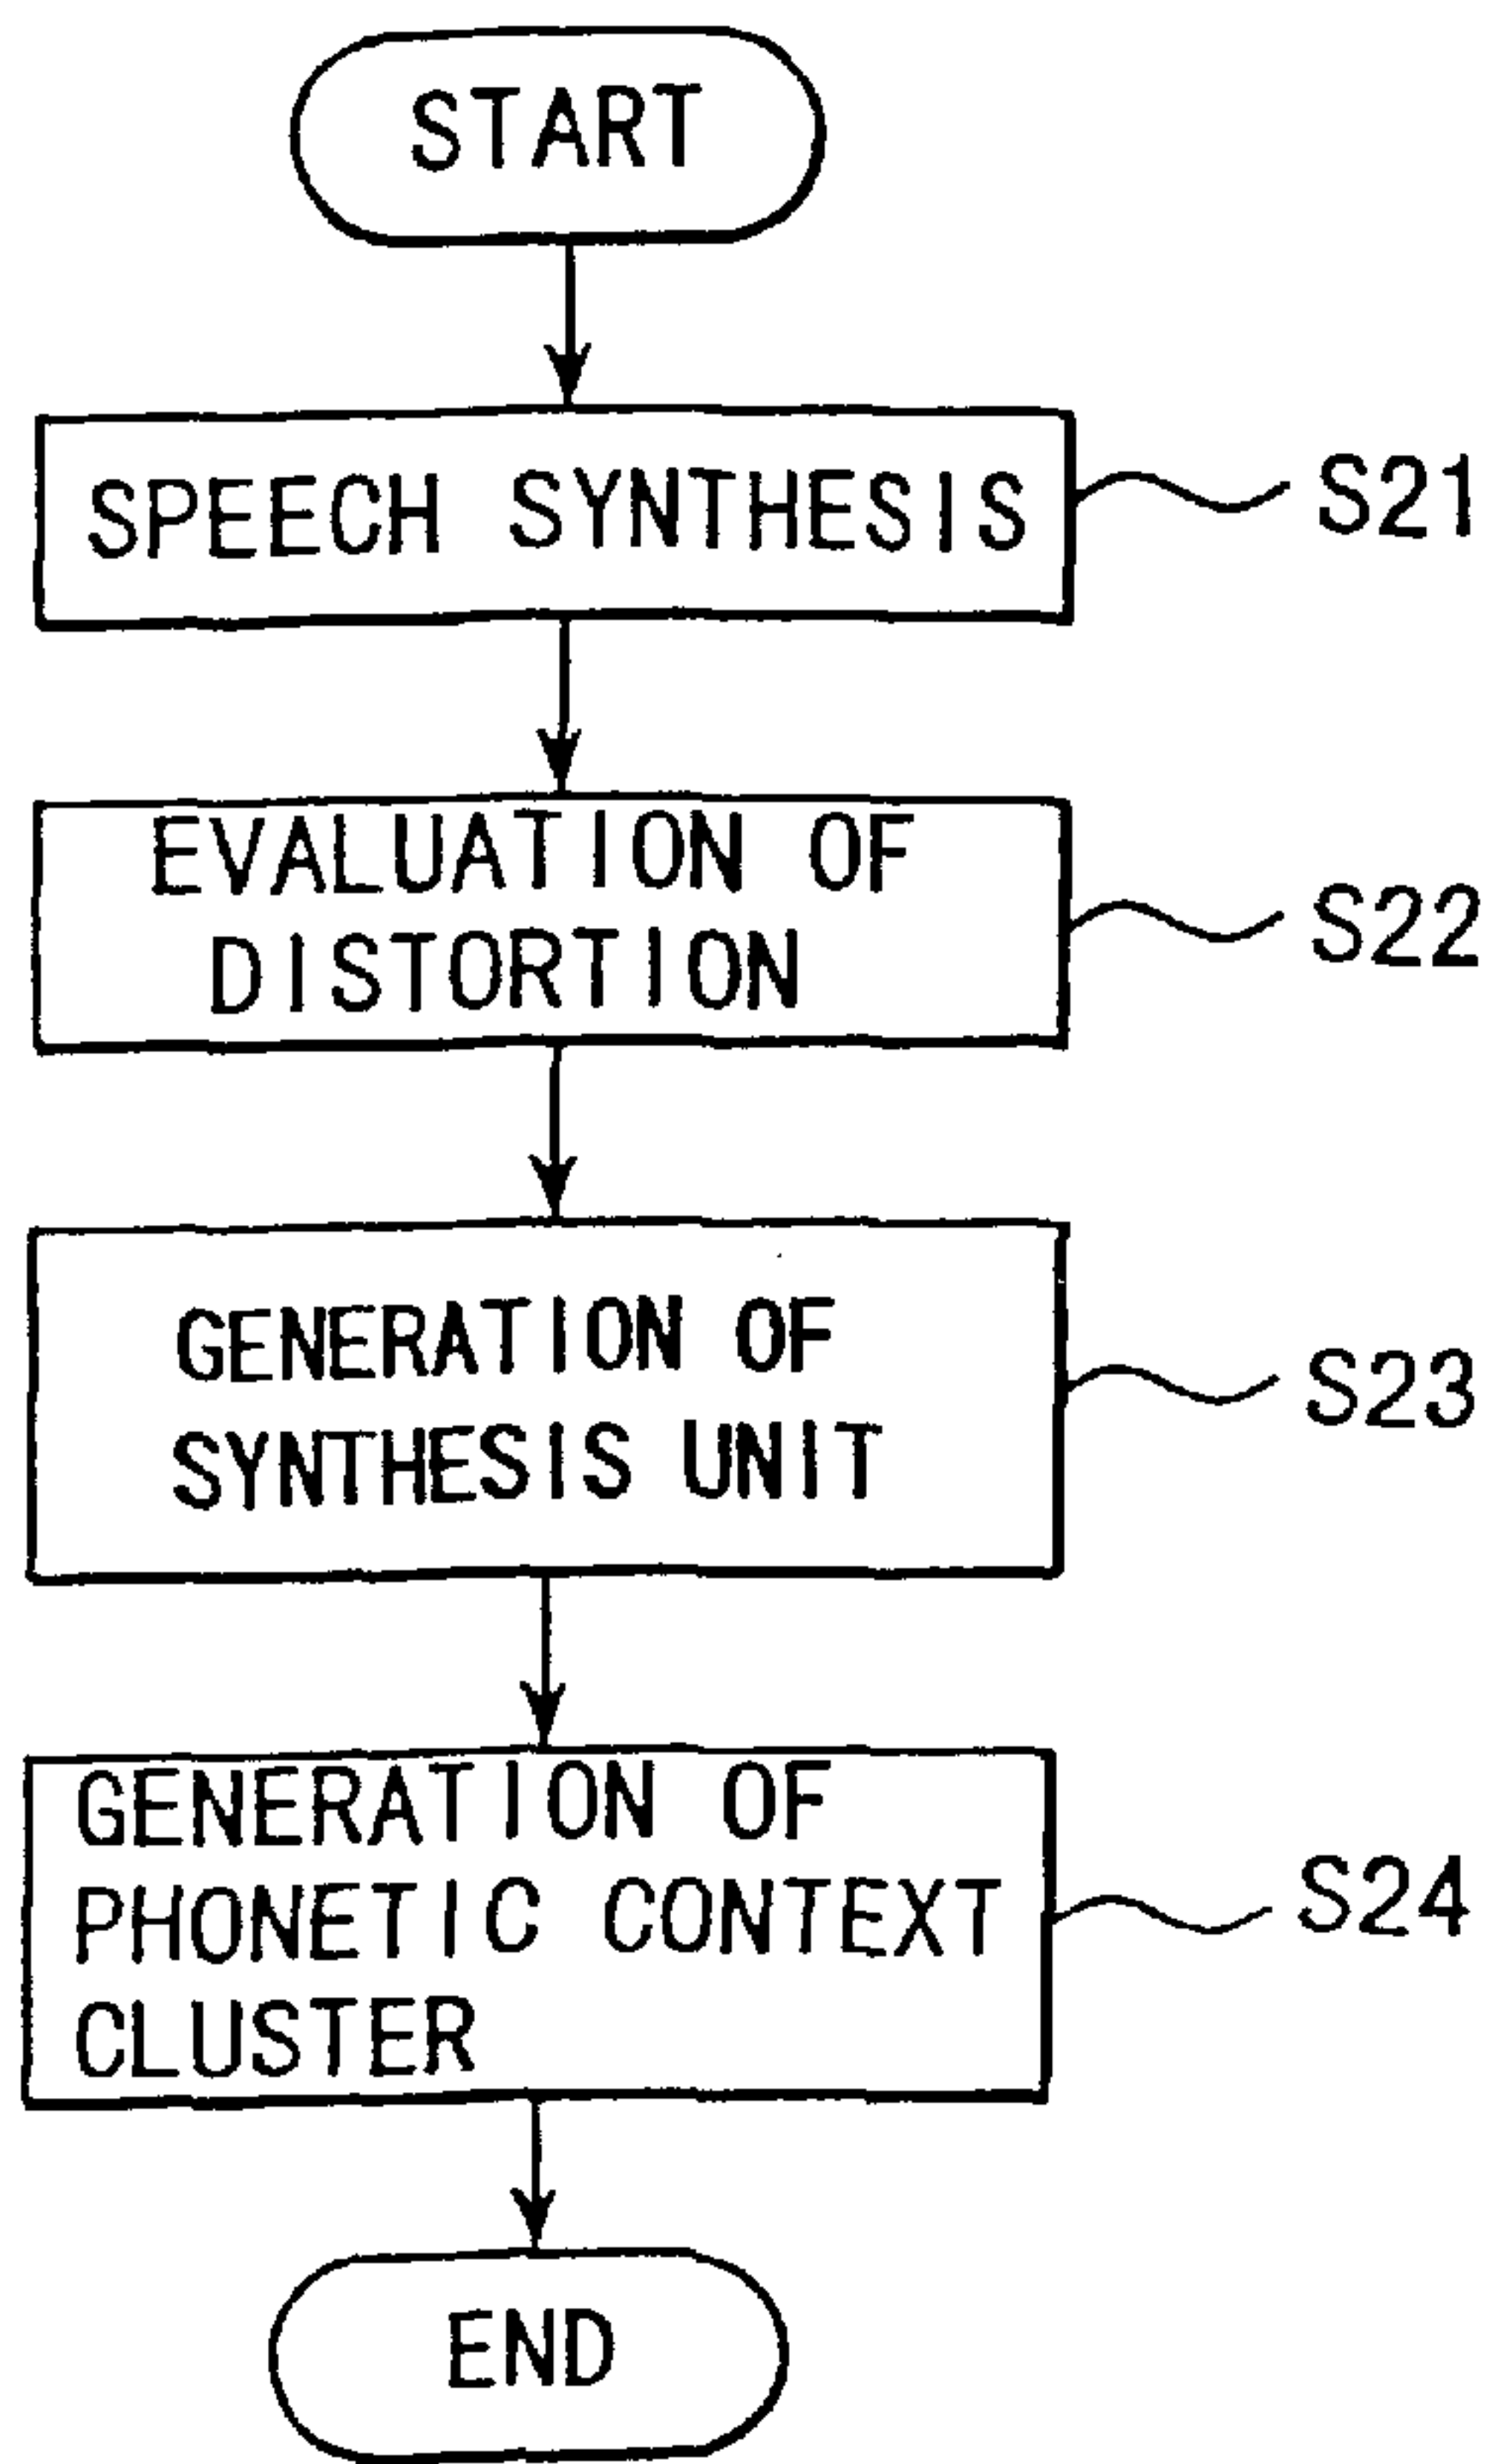 START
SPEECH SYNTHESIS
S21
EVALUATION OF
DISTORTION
S22
GENERATION OF
SYNTHESIS UNIT
S23
GENERATION OF
PHONETIC CONTEXT
CLUSTER
S24
END